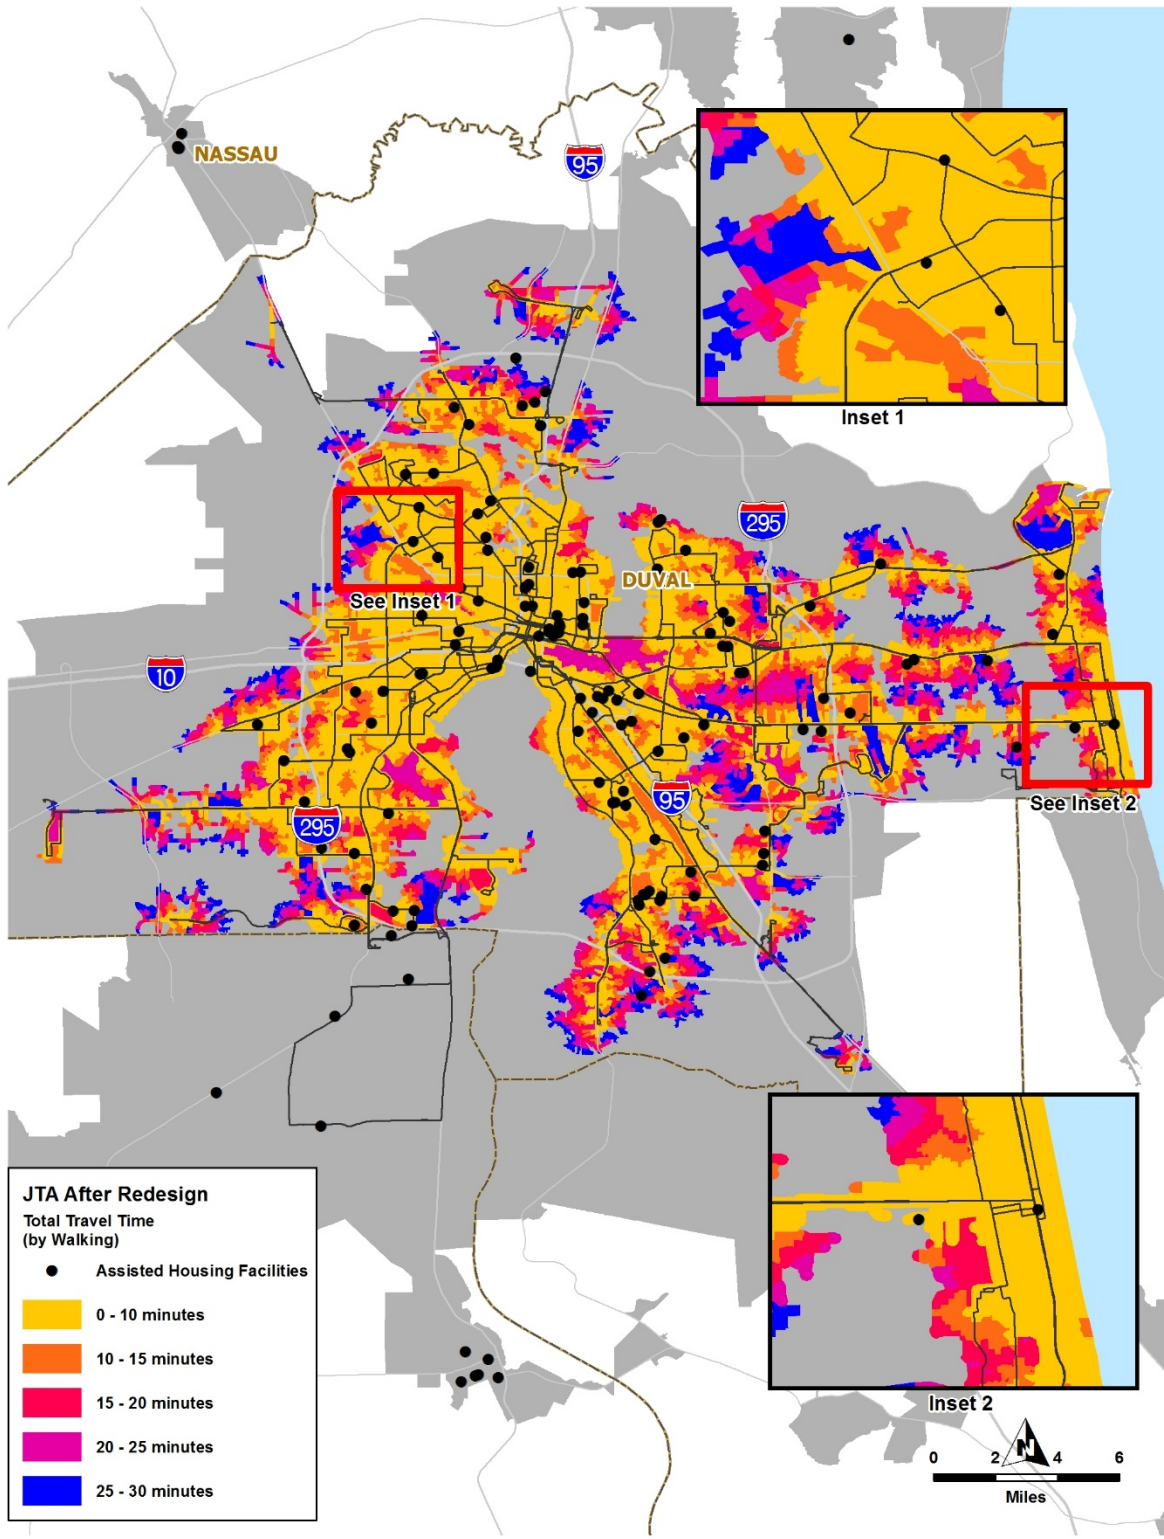 NASSAU
95
Inset 1
295
DUVAL
See Inset 1
10
See Inset 2
95
295
JTA After Redesign
Total Travel Time
(by Walking)
Assisted Housing Facilities
0 - 10 minutes
10 - 15 minutes
15 - 20 minutes
20 - 25 minutes
25 - 30 minutes
Inset 2
N
0 2 4 6
Miles